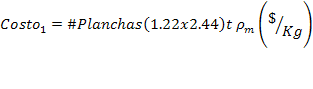 Costo₁ = #Planchas(1.22x2.44)t ρₘ($/Kg)